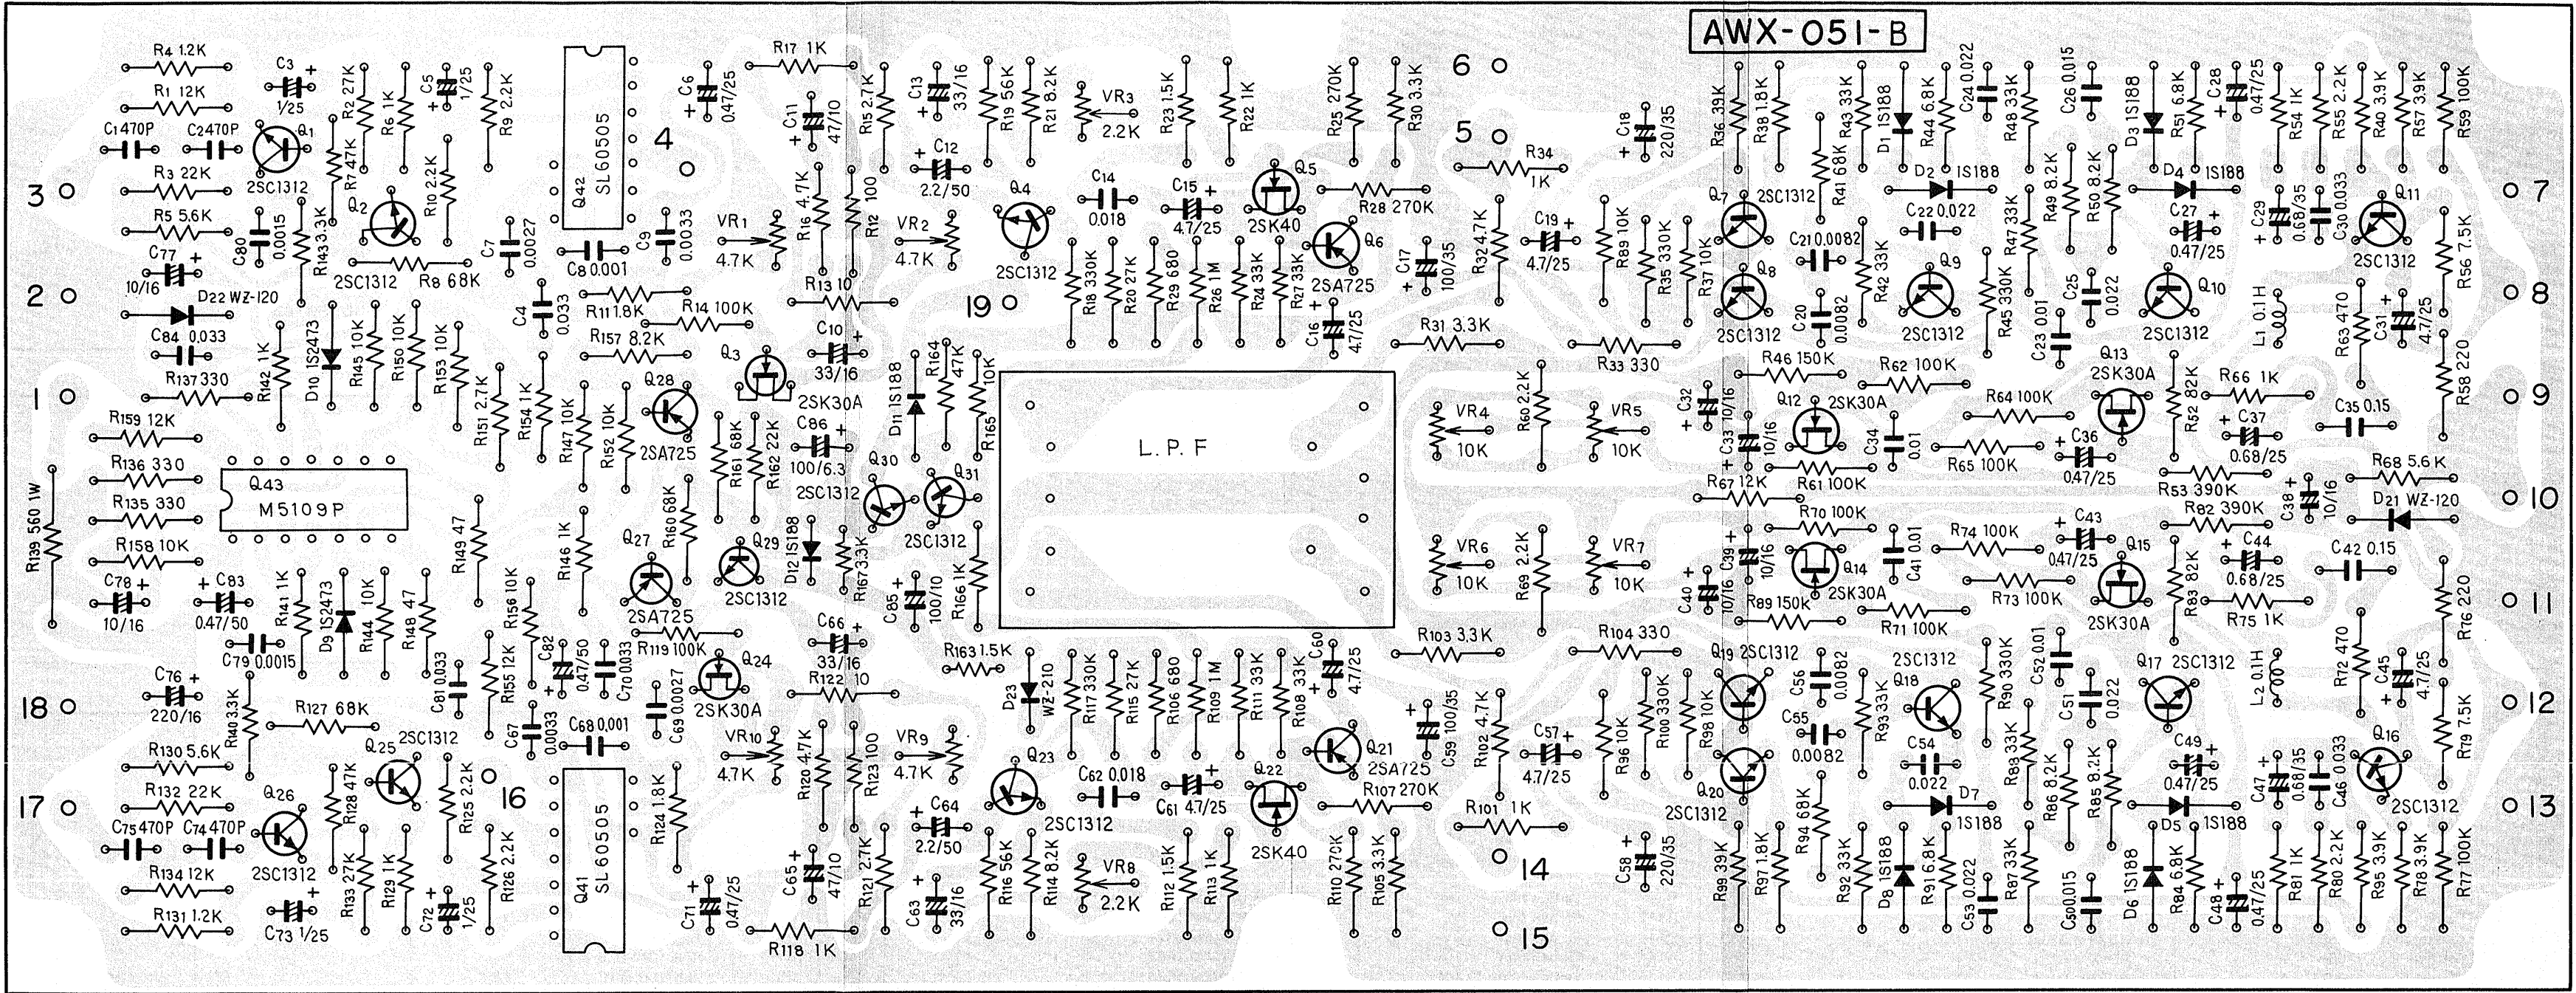 AWX-051-B
R4 1.2K
R1 12K
C1 470P
C2 470P
R3 22K
R5 5.6K
C77
10/16
C3
1/25
Q1
2SC1312
R2 27K
R6 1K
C5
1/25
R9 2.2K
R7 47K
R10 2.2K
Q2
2SC1312
R8 68K
C80
0.0015
R143 3.3K
3
2
1
D22 WZ-120
C84 0.033
R137 330
R142 1K
D10 1S2473
R145 10K
R150 10K
R153 10K
R159 12K
R136 330
R135 330
R158 10K
R139 560 1W
Q43
M5109P
Q42
SL60505
4
C7
0.0027
C8 0.001
C9
0.0033
C4
0.033
R11 1.8K
R14 100K
R157 8.2K
R151 2.7K
R154 1K
R147 10K
R152 10K
Q28
2SA725
Q3
2SK30A
R17 1K
C6
0.47/25
C11
47/10
R15 2.7K
C13
33/16
R19 56K
R21 8.2K
VR3
2.2K
R23 1.5K
R22 1K
R25 270K
R30 3.3K
C12
2.2/50
R16 4.7K
R12 100
VR1
4.7K
VR2
4.7K
R13 10
C10
33/16
Q4
2SC1312
C14
0.018
C15
4.7/25
Q5
2SK40
R28 270K
Q6
2SA725
19
R18 330K
R20 27K
R29 680
R26 1M
R24 33K
R27 33K
C16
4.7/25
C17
100/35
R32 4.7K
R31 3.3K
6
5
R34
1K
C18
220/35
C19
4.7/25
R89 10K
R35 330K
R37 10K
R33 330
R36 39K
R38 1.8K
R43 33K
D1 1S188
R44 6.8K
C24 0.022
R48 33K
C26 0.015
D3 1S188
R51 6.8K
C28
0.47/25
R54 1K
R55 2.2K
R40 3.9K
R57 3.9K
R59 100K
R41 68K
Q7
2SC1312
D2 1S188
C22 0.022
R49 8.2K
R50 8.2K
R47 33K
D4 1S188
C27
0.47/25
C29
0.68/35
C30 0.033
Q11
2SC1312
R56 7.5K
7
8
9
10
11
12
13
C21 0.0082
Q8
2SC1312
C20
0.0082
R42 33K
Q9
2SC1312
R45 330K
C25
0.022
C23 0.01
Q10
2SC1312
L1 0.1H
R63 470
C31
4.7/25
R58 220
R46 150K
R62 100K
Q13
2SK30A
R52 82K
R66 1K
R64 100K
C35 0.15
C37
0.68/25
C36
0.47/25
C32
10/16
C33
10/16
Q12
2SK30A
C34
0.01
R65 100K
R61 100K
R67 12K
R53 390K
R68 5.6K
C38
10/16
D21 WZ-120
R82 390K
L.P.F
VR4
10K
R60 2.2K
VR5
10K
VR6
10K
R69 2.2K
VR7
10K
D11 1S188
R164
47K
R165
10K
C86
100/6.3
R161 68K
R162 22K
2SC1312
Q30
Q31
2SC1312
R160 68K
R149 47
R146 1K
Q27
2SA725
Q29
2SC1312
D12 1S188
R167 3.3K
C85
100/10
R166 1K
C78
10/16
C83
0.47/50
R141 1K
D9 1S2473
R144 10K
R148 47
C79 0.0015
R156 10K
R155 12K
C82
0.47/50
C70 0.033
R119 100K
C81 0.033
Q24
2SK30A
C66
33/16
R122 10
R163 1.5K
D23
WZ-210
C76
220/16
R140 3.3K
R127 68K
C67
0.0033
C68 0.001
C69 0.0027
R117 330K
R115 27K
R106 680
R109 1M
R111 33K
R108 33K
C60
4.7/25
R103 3.3K
C59 100/35
R102 4.7K
R104 330
C57
4.7/25
R96 10K
R100 330K
R98 10K
R70 100K
C39
10/16
C40
10/16
Q14
2SK30A
C41 0.01
R74 100K
C43
0.47/25
Q15
2SK30A
R83 82K
C44
0.68/25
C42 0.15
R75 1K
R73 100K
R71 100K
R89 150K
R76 220
R72 470
C45
4.7/25
L2 0.1H
Q19 2SC1312
C56
0.0082
2SC1312
Q18
R90 330K
C52 0.01
C51
0.022
Q17 2SC1312
R93 33K
C55
0.0082
C54
0.022
R88 33K
R86 8.2K
R85 8.2K
C49
0.47/25
C47
0.68/35
C46 0.033
Q16
2SC1312
R79 7.5K
Q20
2SC1312
R94 68K
D7
1S188
D5 1S188
18
17
16
R130 5.6K
R132 22K
C75 470P
C74 470P
R134 12K
R131 1.2K
Q25
2SC1312
Q26
2SC1312
R128 47K
R125 2.2K
R133 27K
R129 1K
C72
1/25
C73 1/25
R126 2.2K
Q41
SL60505
R124 1.8K
C71
0.47/25
VR10
4.7K
R120 4.7K
R123 100
VR9
4.7K
C65
47/10
R121 2.7K
R118 1K
C64
2.2/50
C63
33/16
Q23
2SC1312
C62 0.018
C61 4.7/25
Q22
2SK40
Q21
2SA725
R107 270K
R116 56K
R114 8.2K
VR8
2.2K
R112 1.5K
R113 1K
R110 270K
R105 3.3K
R101 1K
14
15
C58
220/35
R99 39K
R97 1.8K
R92 33K
D8 1S188
R91 6.8K
C53 0.022
R87 33K
C50 0.015
D6 1S188
R84 6.8K
C48
0.47/25
R81 1K
R80 2.2K
R95 3.9K
R78 3.9K
R77 100K